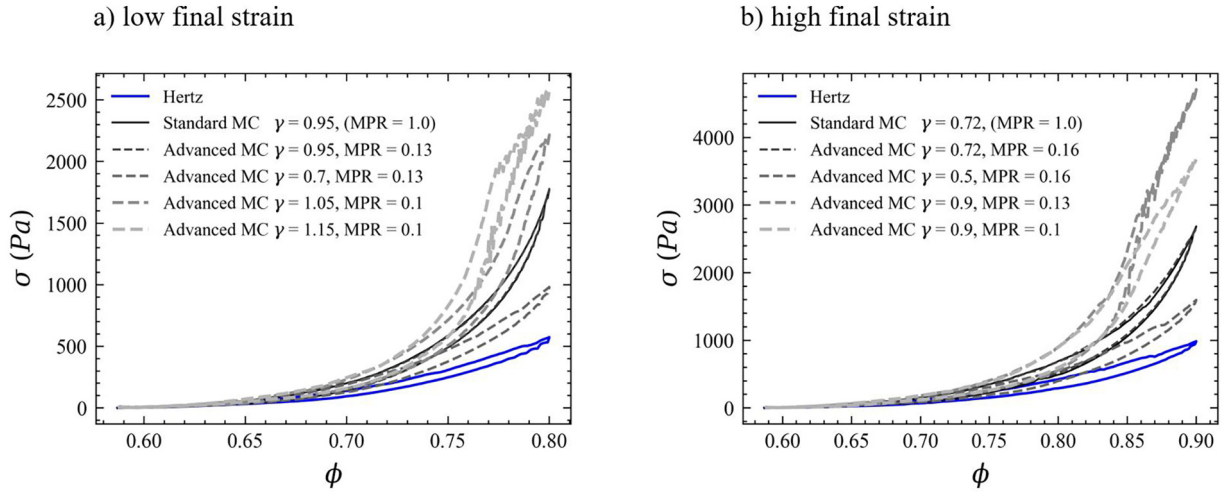 a) low final strain
σ (Pa)
2500
2000
1500
1000
500
0
Hertz
Standard MC γ = 0.95, (MPR = 1.0)
Advanced MC γ = 0.95, MPR = 0.13
Advanced MC γ = 0.7, MPR = 0.13
Advanced MC γ = 1.05, MPR = 0.1
Advanced MC γ = 1.15, MPR = 0.1
0.60 0.65 0.70 0.75 0.80
ϕ
b) high final strain
σ (Pa)
4000
3000
2000
1000
0
Hertz
Standard MC γ = 0.72, (MPR = 1.0)
Advanced MC γ = 0.72, MPR = 0.16
Advanced MC γ = 0.5, MPR = 0.16
Advanced MC γ = 0.9, MPR = 0.13
Advanced MC γ = 0.9, MPR = 0.1
0.60 0.65 0.70 0.75 0.80 0.85 0.90
ϕ